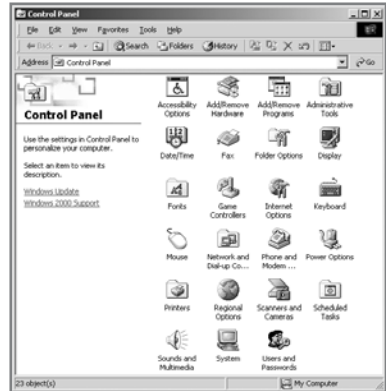 Control Panel
File Edit View Favorites Tools Help
Back Search Folders History
Address Control Panel Go
Control Panel
Use the settings in Control Panel to
personalize your computer.
Select an item to view its
description.
Windows Update
Windows 2000 Support
Accessibility
Options
Add/Remove
Hardware
Add/Remove
Programs
Administrative
Tools
12
Date/Time
Fax
Folder Options
Display
Fonts
Game
Controllers
Internet
Options
Keyboard
Mouse
Network and
Dial-up Co...
Phone and
Modem ...
Power Options
Printers
Regional
Options
Scanners and
Cameras
Scheduled
Tasks
Sounds and
Multimedia
System
Users and
Passwords
23 object(s) My Computer